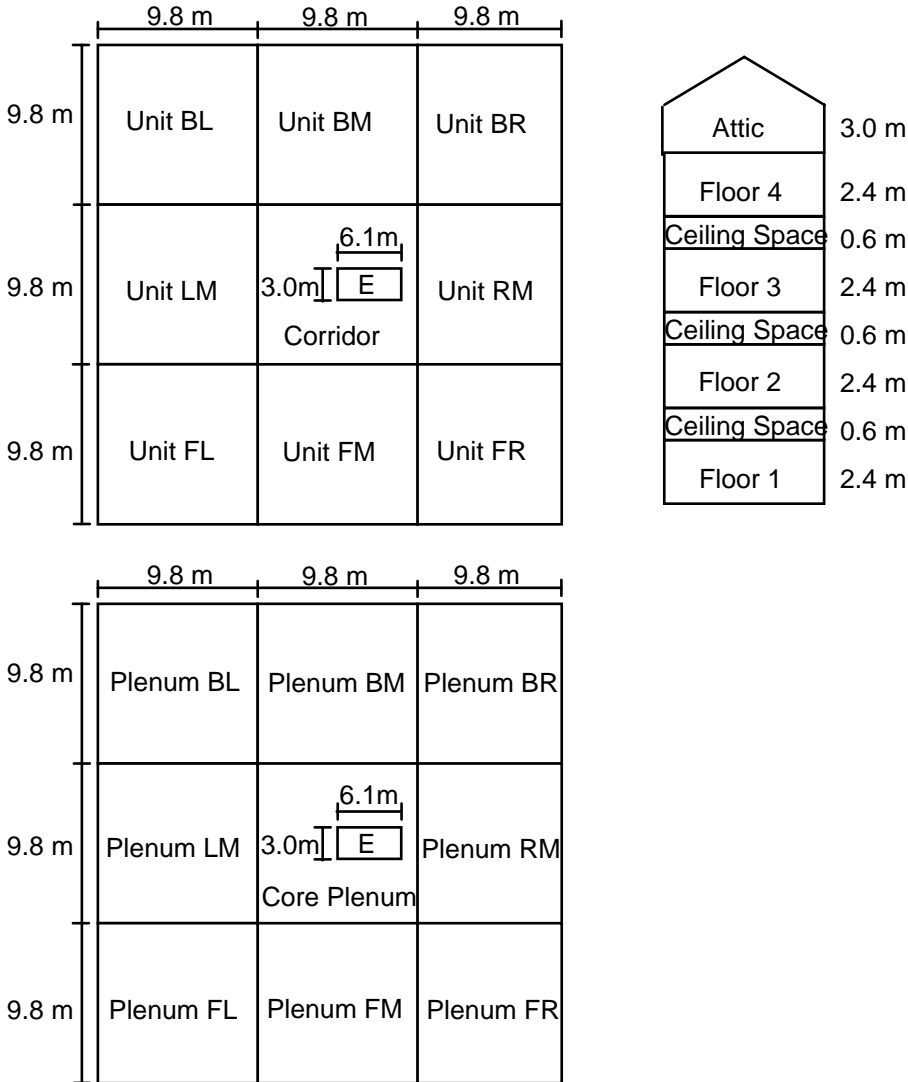 9.8 m 9.8 m 9.8 m
9.8 m Unit BL Unit BM Unit BR
6.1m
9.8 m Unit LM 3.0m E Unit RM
Corridor
9.8 m Unit FL Unit FM Unit FR
Attic 3.0 m
Floor 4 2.4 m
Ceiling Space 0.6 m
Floor 3 2.4 m
Ceiling Space 0.6 m
Floor 2 2.4 m
Ceiling Space 0.6 m
Floor 1 2.4 m
9.8 m 9.8 m 9.8 m
9.8 m Plenum BL Plenum BM Plenum BR
6.1m
9.8 m Plenum LM 3.0m E Plenum RM
Core Plenum
9.8 m Plenum FL Plenum FM Plenum FR